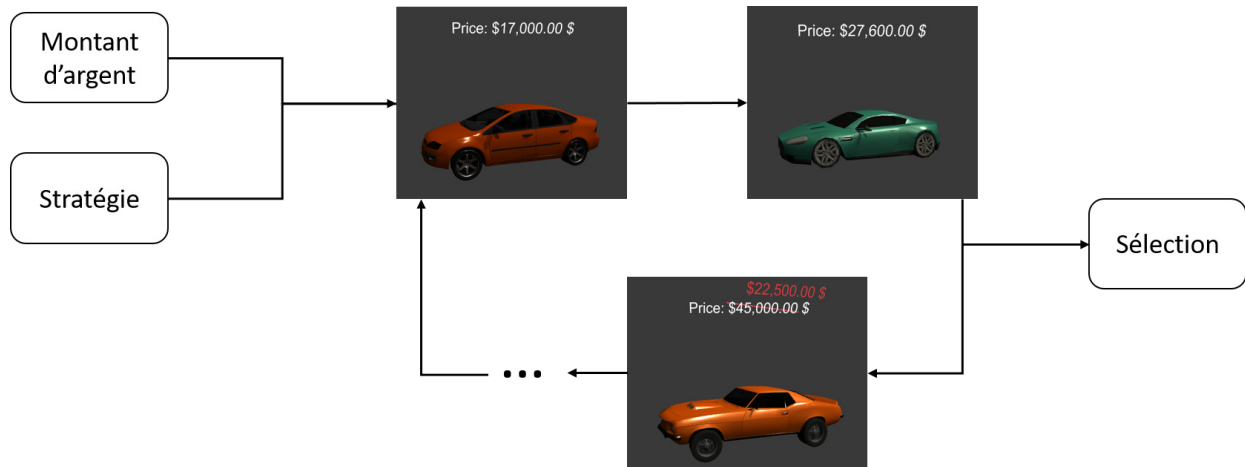 Montant
d'argent
Stratégie
Price: $17,000.00 $
Price: $27,600.00 $
Sélection
$22,500.00 $
Price: $45,000.00 $
...